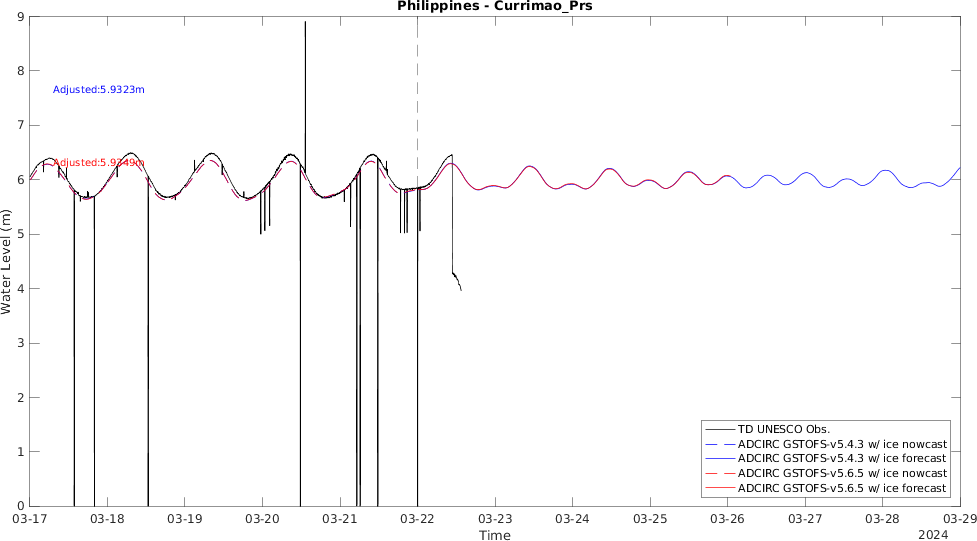 Philippines - Currimao_Prs
9
8
7
6
5
4
3
2
1
0
Water Level (m)
Adjusted:5.9323m
Adjusted:5.9349m
TD UNESCO Obs.
ADCIRC GSTOFS-v5.4.3 w/ ice nowcast
ADCIRC GSTOFS-v5.4.3 w/ ice forecast
ADCIRC GSTOFS-v5.6.5 w/ ice nowcast
ADCIRC GSTOFS-v5.6.5 w/ ice forecast
03-17 03-18 03-19 03-20 03-21 03-22 03-23 03-24 03-25 03-26 03-27 03-28 03-29
Time
2024